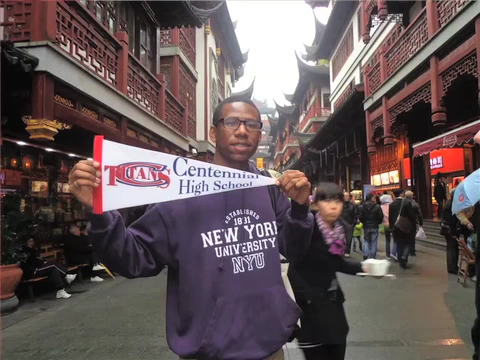 TITANS
Centennial
High School
ESTABLISHED
1831
NEW YORK
UNIVERSITY
NYU